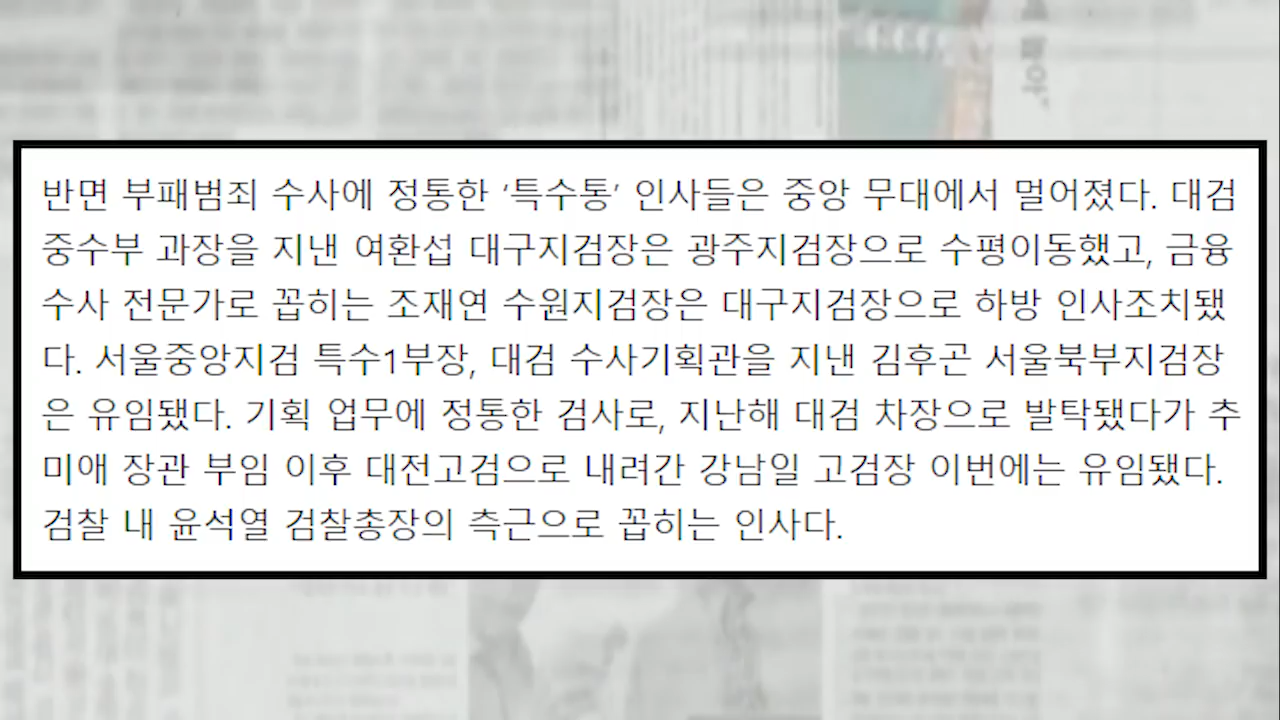 반면 부패범죄 수사에 정통한 ‘특수통’ 인사들은 중앙 무대에서 멀어졌다. 대검
중수부 과장을 지낸 여환섭 대구지검장은 광주지검장으로 수평이동했고, 금융
수사 전문가로 꼽히는 조재연 수원지검장은 대구지검장으로 하방 인사조치됐
다. 서울중앙지검 특수1부장, 대검 수사기획관을 지낸 김후곤 서울북부지검장
은 유임됐다. 기획 업무에 정통한 검사로, 지난해 대검 차장으로 발탁됐다가 추
미애 장관 부임 이후 대전고검으로 내려간 강남일 고검장 이번에는 유임됐다.
검찰 내 윤석열 검찰총장의 측근으로 꼽히는 인사다.